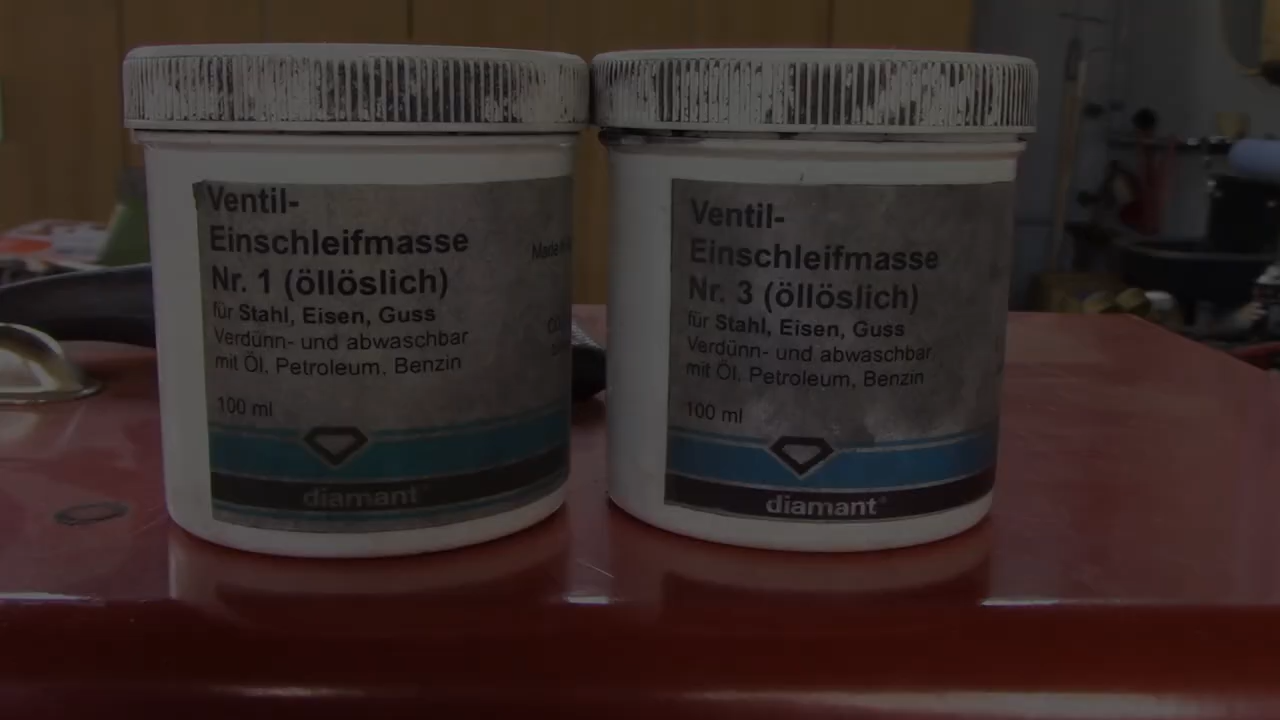 Ventil-
Einschleifmasse
Nr. 1 (öllöslich)
für Stahl, Eisen, Guss
Verdünn- und abwaschbar
mit Öl, Petroleum, Benzin
100 ml
diamant®
Ventil-
Einschleifmasse
Nr. 3 (öllöslich)
für Stahl, Eisen, Guss
Verdünn- und abwaschbar
mit Öl, Petroleum, Benzin
100 ml
diamant®